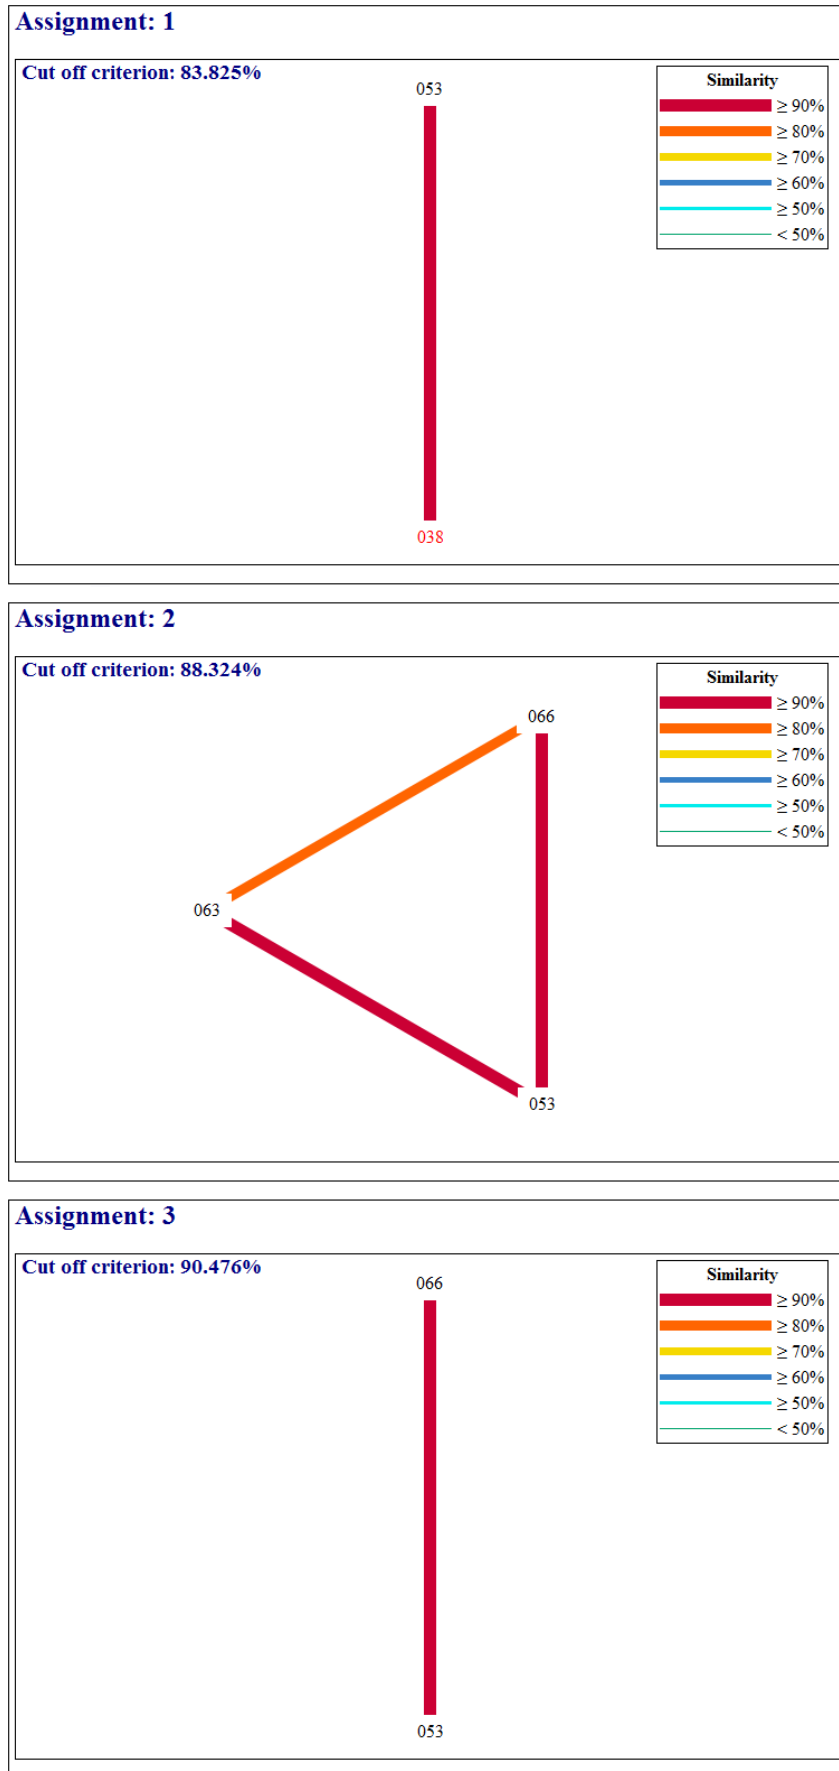 Assignment: 1
Cut off criterion: 83.825%
053
038
Similarity
≥ 90%
≥ 80%
≥ 70%
≥ 60%
≥ 50%
< 50%
Assignment: 2
Cut off criterion: 88.324%
066
063
053
Similarity
≥ 90%
≥ 80%
≥ 70%
≥ 60%
≥ 50%
< 50%
Assignment: 3
Cut off criterion: 90.476%
066
053
Similarity
≥ 90%
≥ 80%
≥ 70%
≥ 60%
≥ 50%
< 50%